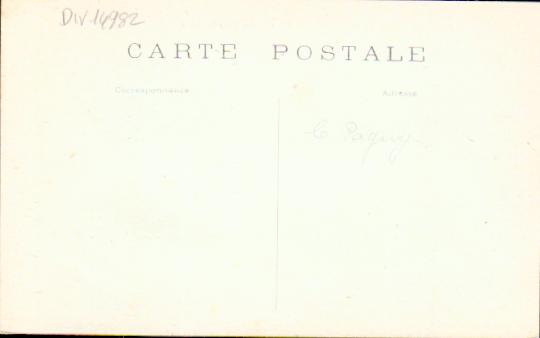 DIV.14982
CARTE POSTALE
Correspondance
Adresse